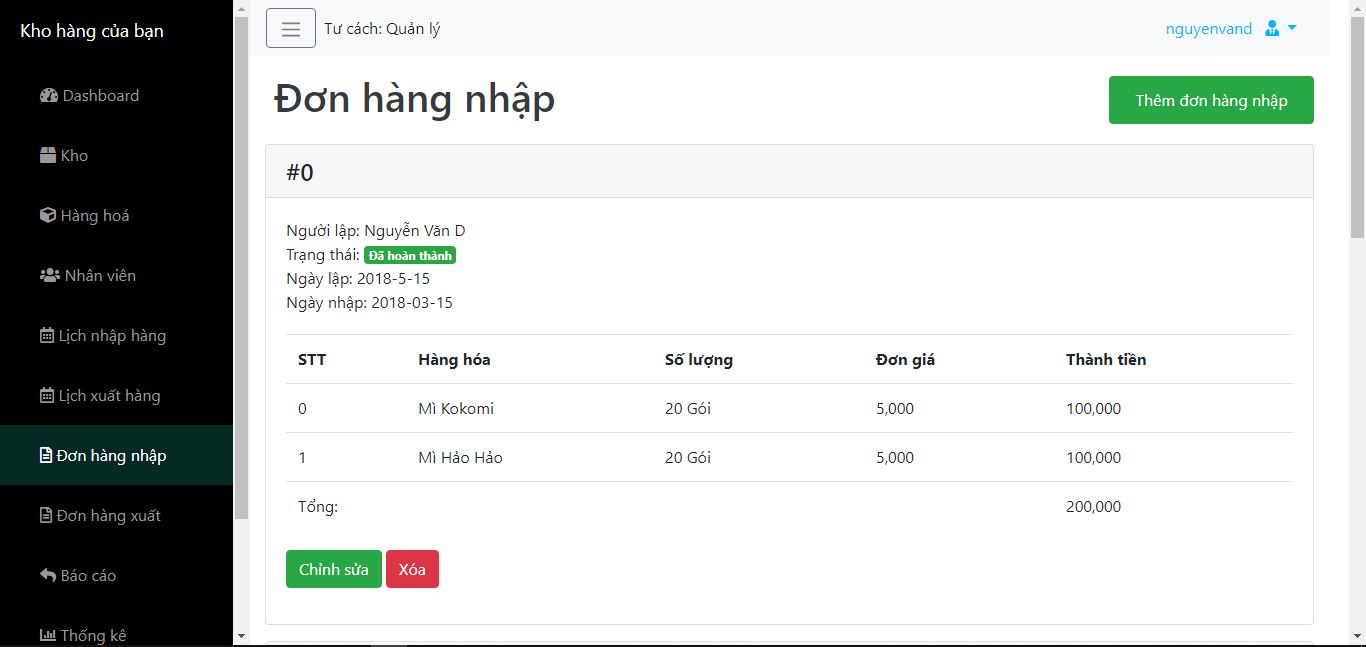 Kho hàng của bạn
Dashboard
Kho
Hàng hoá
Nhân viên
Lịch nhập hàng
Lịch xuất hàng
Đơn hàng nhập
Đơn hàng xuất
Báo cáo
Thống kê
Tư cách: Quản lý
nguyenvand
Đơn hàng nhập
Thêm đơn hàng nhập
#0
Người lập: Nguyễn Văn D
Trạng thái: Đã hoàn thành
Ngày lập: 2018-5-15
Ngày nhập: 2018-03-15
STT Hàng hóa Số lượng Đơn giá Thành tiền
0 Mì Kokomi 20 Gói 5,000 100,000
1 Mì Hảo Hảo 20 Gói 5,000 100,000
Tổng: 200,000
Chỉnh sửa Xóa